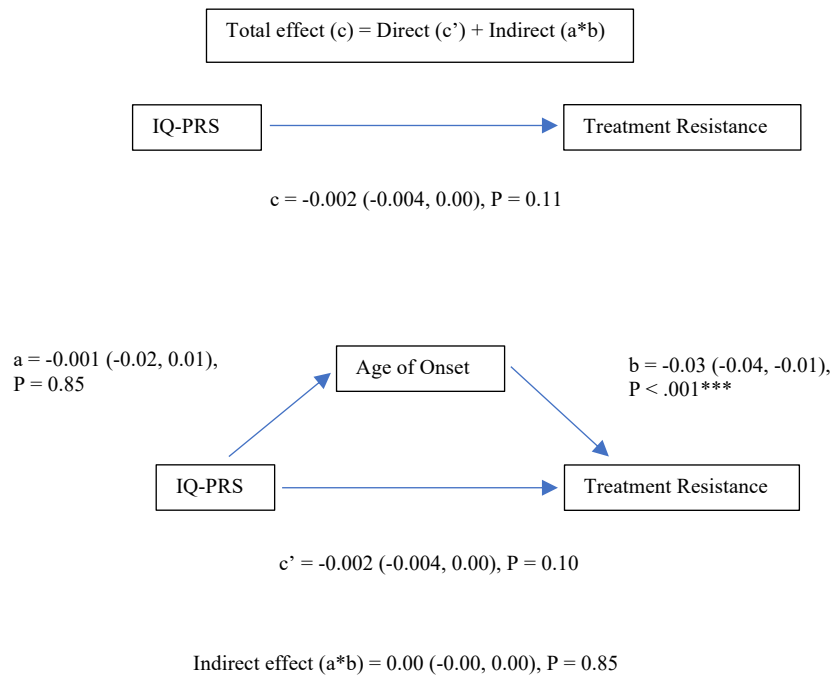 Total effect (c) = Direct (c’) + Indirect (a*b)
IQ-PRS
Treatment Resistance
c = -0.002 (-0.004, 0.00), P = 0.11
a = -0.001 (-0.02, 0.01),
P = 0.85
Age of Onset
b = -0.03 (-0.04, -0.01),
P < .001***
IQ-PRS
Treatment Resistance
c’ = -0.002 (-0.004, 0.00), P = 0.10
Indirect effect (a*b) = 0.00 (-0.00, 0.00), P = 0.85